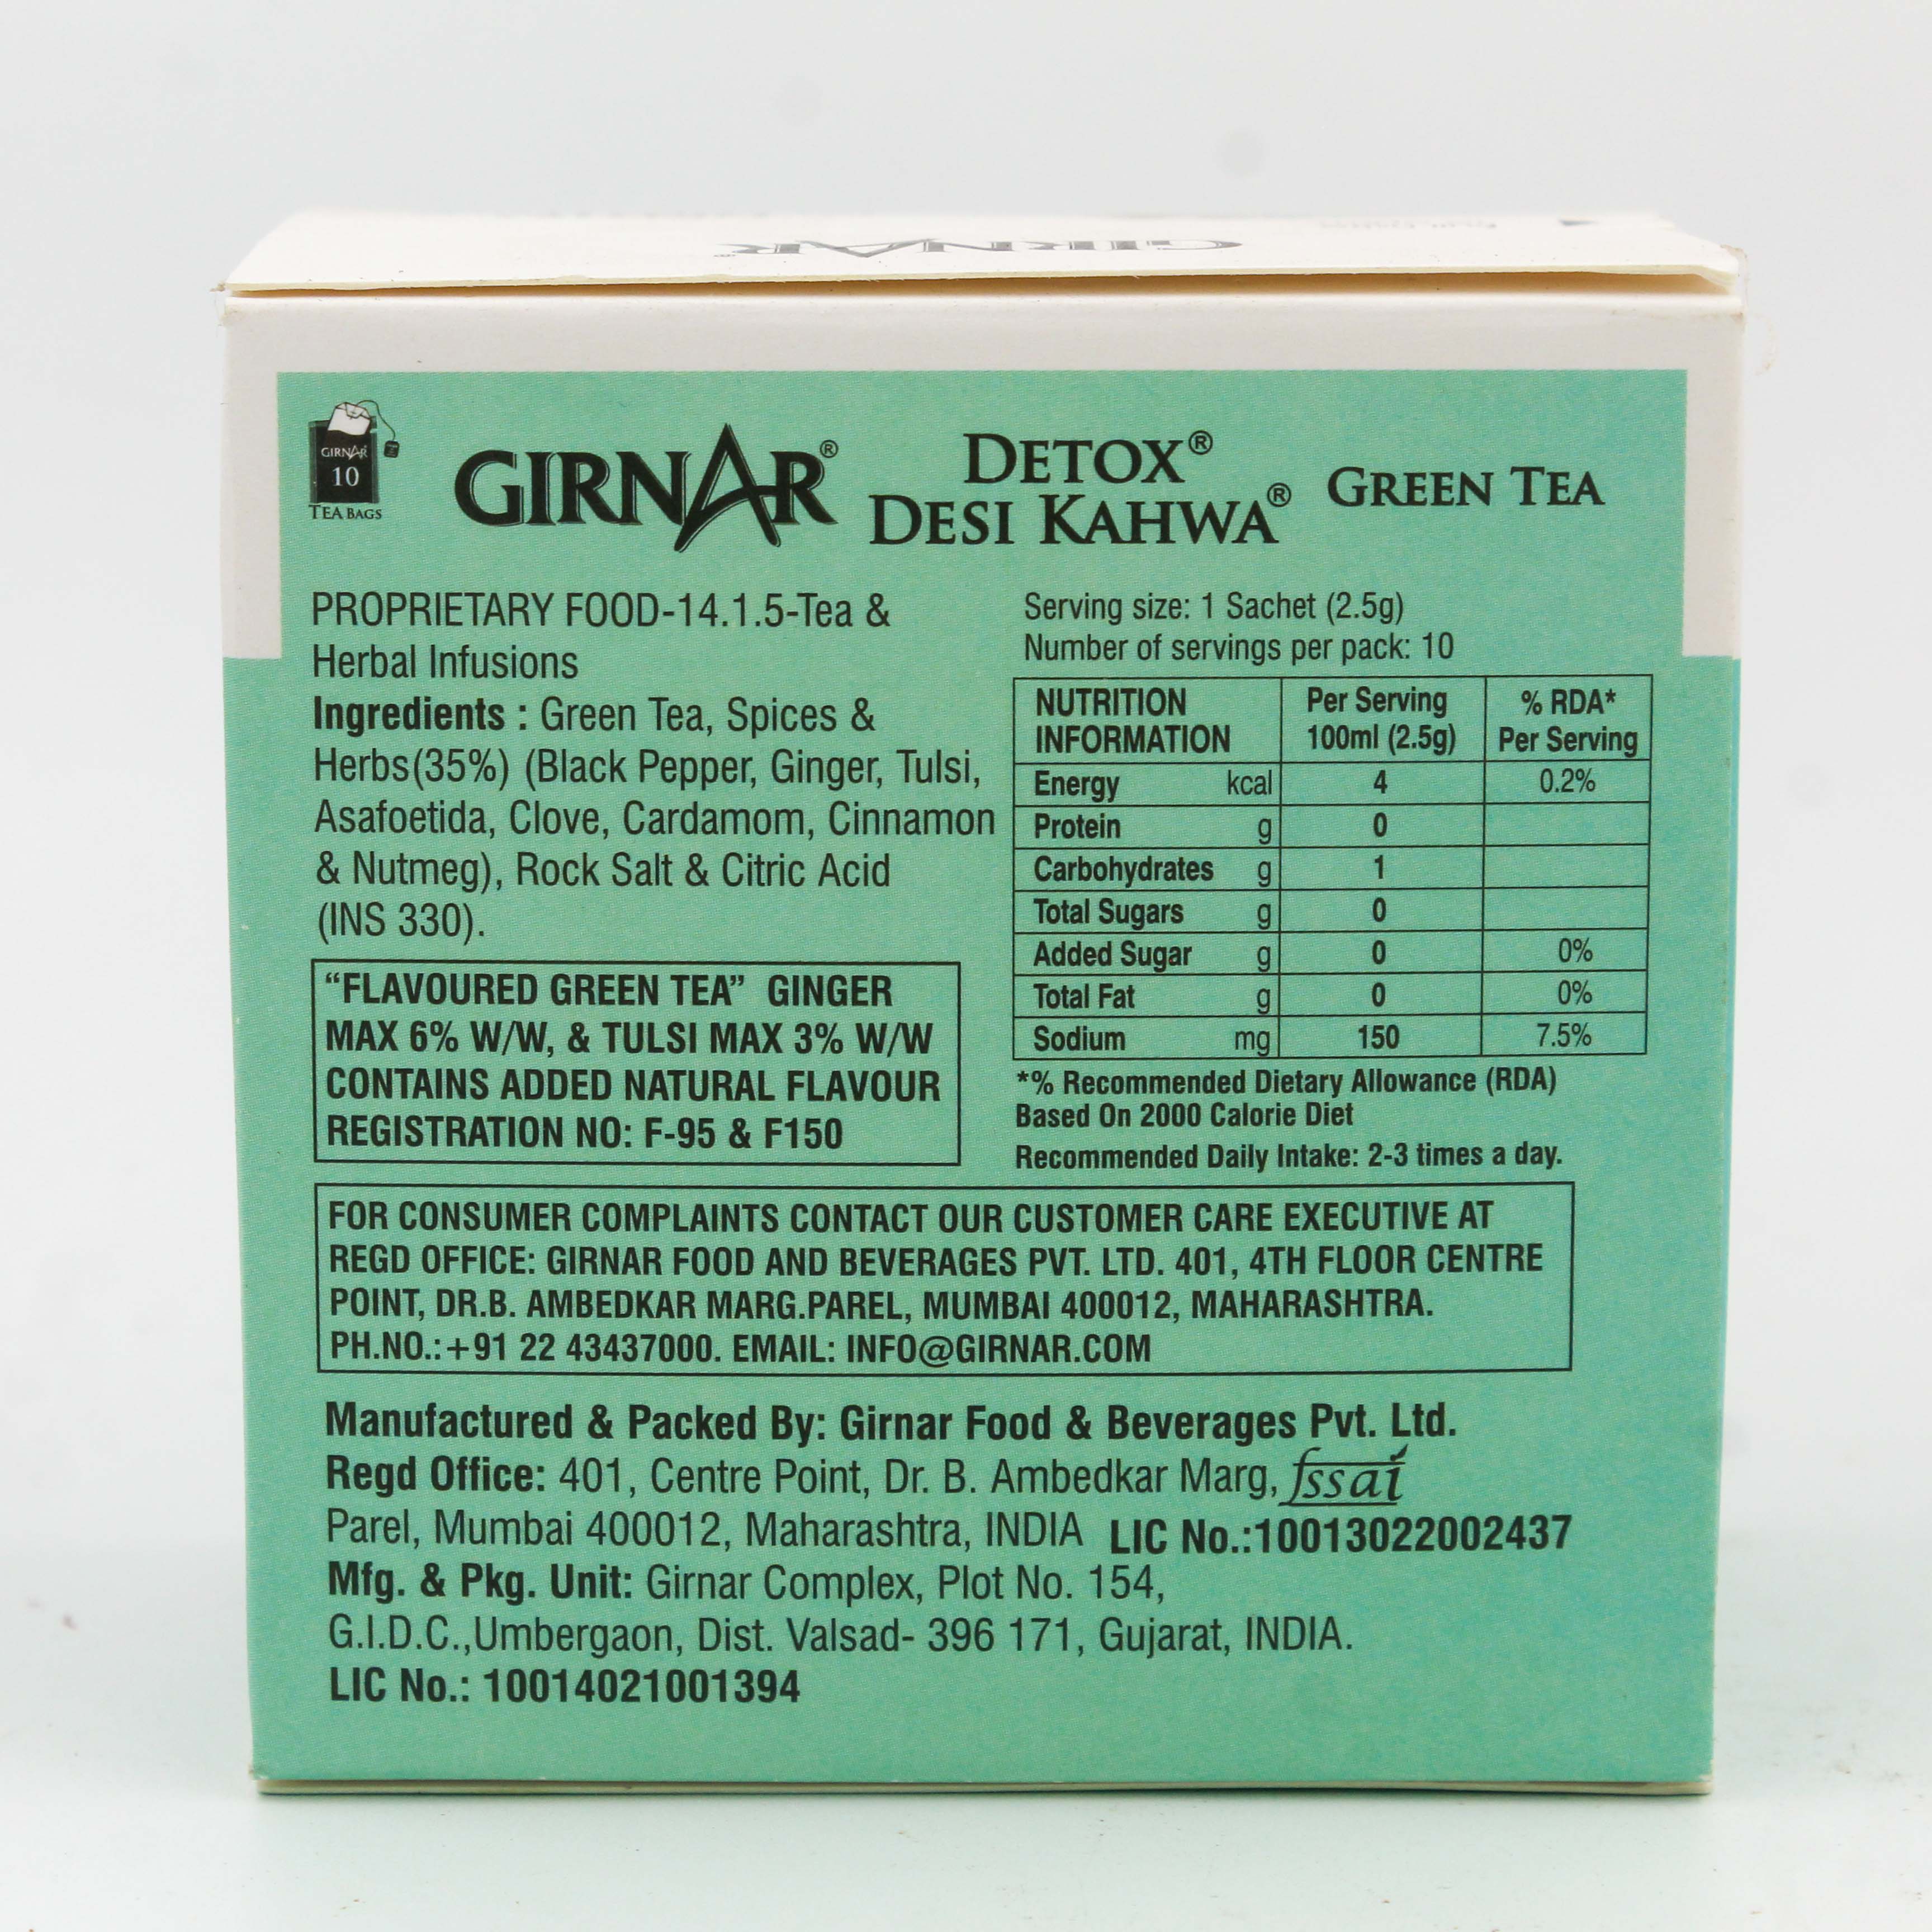 GIRNAR®
GIRNAR
10
TEA BAGS
GIRNAR®
DETOX®
DESI KAHWA®
GREEN TEA
PROPRIETARY FOOD-14.1.5-Tea &
Herbal Infusions
Ingredients : Green Tea, Spices &
Herbs(35%) (Black Pepper, Ginger, Tulsi,
Asafoetida, Clove, Cardamom, Cinnamon
& Nutmeg), Rock Salt & Citric Acid
(INS 330).
“FLAVOURED GREEN TEA” GINGER
MAX 6% W/W, & TULSI MAX 3% W/W
CONTAINS ADDED NATURAL FLAVOUR
REGISTRATION NO: F-95 & F150
Serving size: 1 Sachet (2.5g)
Number of servings per pack: 10
NUTRITION INFORMATION Per Serving 100ml (2.5g) % RDA* Per Serving
Energy kcal 4 0.2%
Protein g 0
Carbohydrates g 1
Total Sugars g 0
Added Sugar g 0 0%
Total Fat g 0 0%
Sodium mg 150 7.5%
*% Recommended Dietary Allowance (RDA)
Based On 2000 Calorie Diet
Recommended Daily Intake: 2-3 times a day.
FOR CONSUMER COMPLAINTS CONTACT OUR CUSTOMER CARE EXECUTIVE AT
REGD OFFICE: GIRNAR FOOD AND BEVERAGES PVT. LTD. 401, 4TH FLOOR CENTRE
POINT, DR.B. AMBEDKAR MARG.PAREL, MUMBAI 400012, MAHARASHTRA.
PH.NO.:+91 22 43437000. EMAIL: INFO@GIRNAR.COM
Manufactured & Packed By: Girnar Food & Beverages Pvt. Ltd.
Regd Office: 401, Centre Point, Dr. B. Ambedkar Marg, fssai
Parel, Mumbai 400012, Maharashtra, INDIA LIC No.:10013022002437
Mfg. & Pkg. Unit: Girnar Complex, Plot No. 154,
G.I.D.C.,Umbergaon, Dist. Valsad- 396 171, Gujarat, INDIA.
LIC No.: 10014021001394